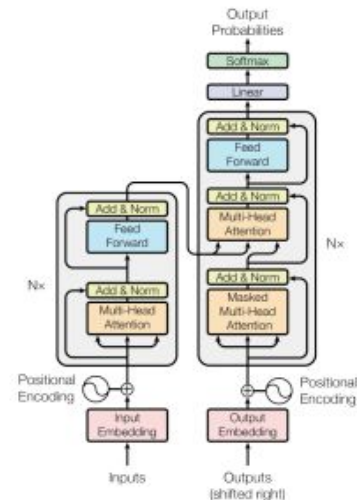 Output
Probabilities
Softmax
Linear
Add & Norm
Feed
Forward
Add & Norm
Multi-Head
Attention
Add & Norm
Masked
Multi-Head
Attention
N×
Add & Norm
Feed
Forward
Add & Norm
Multi-Head
Attention
N×
Positional
Encoding
Positional
Encoding
Input
Embedding
Output
Embedding
Inputs
Outputs
(shifted right)